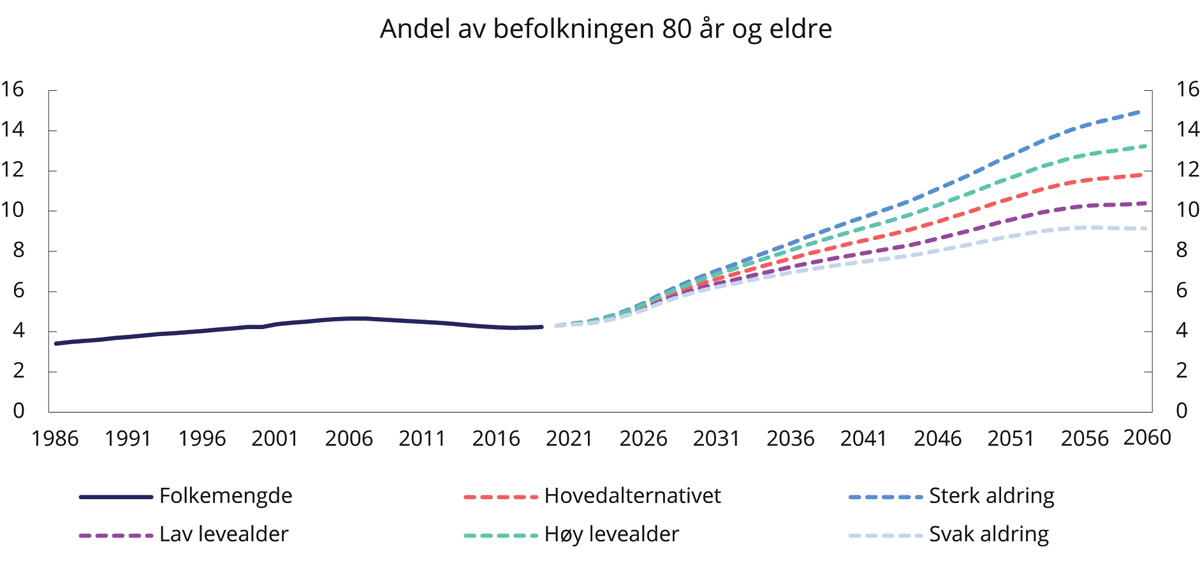 Andel av befolkningen 80 år og eldre
16 16
14 14
12 12
10 10
8 8
6 6
4 4
2 2
0 0
1986 1991 1996 2001 2006 2011 2016 2021 2026 2031 2036 2041 2046 2051 2056 2060
Folkemengde Hovedalternativet Sterk aldring
Lav levealder Høy levealder Svak aldring